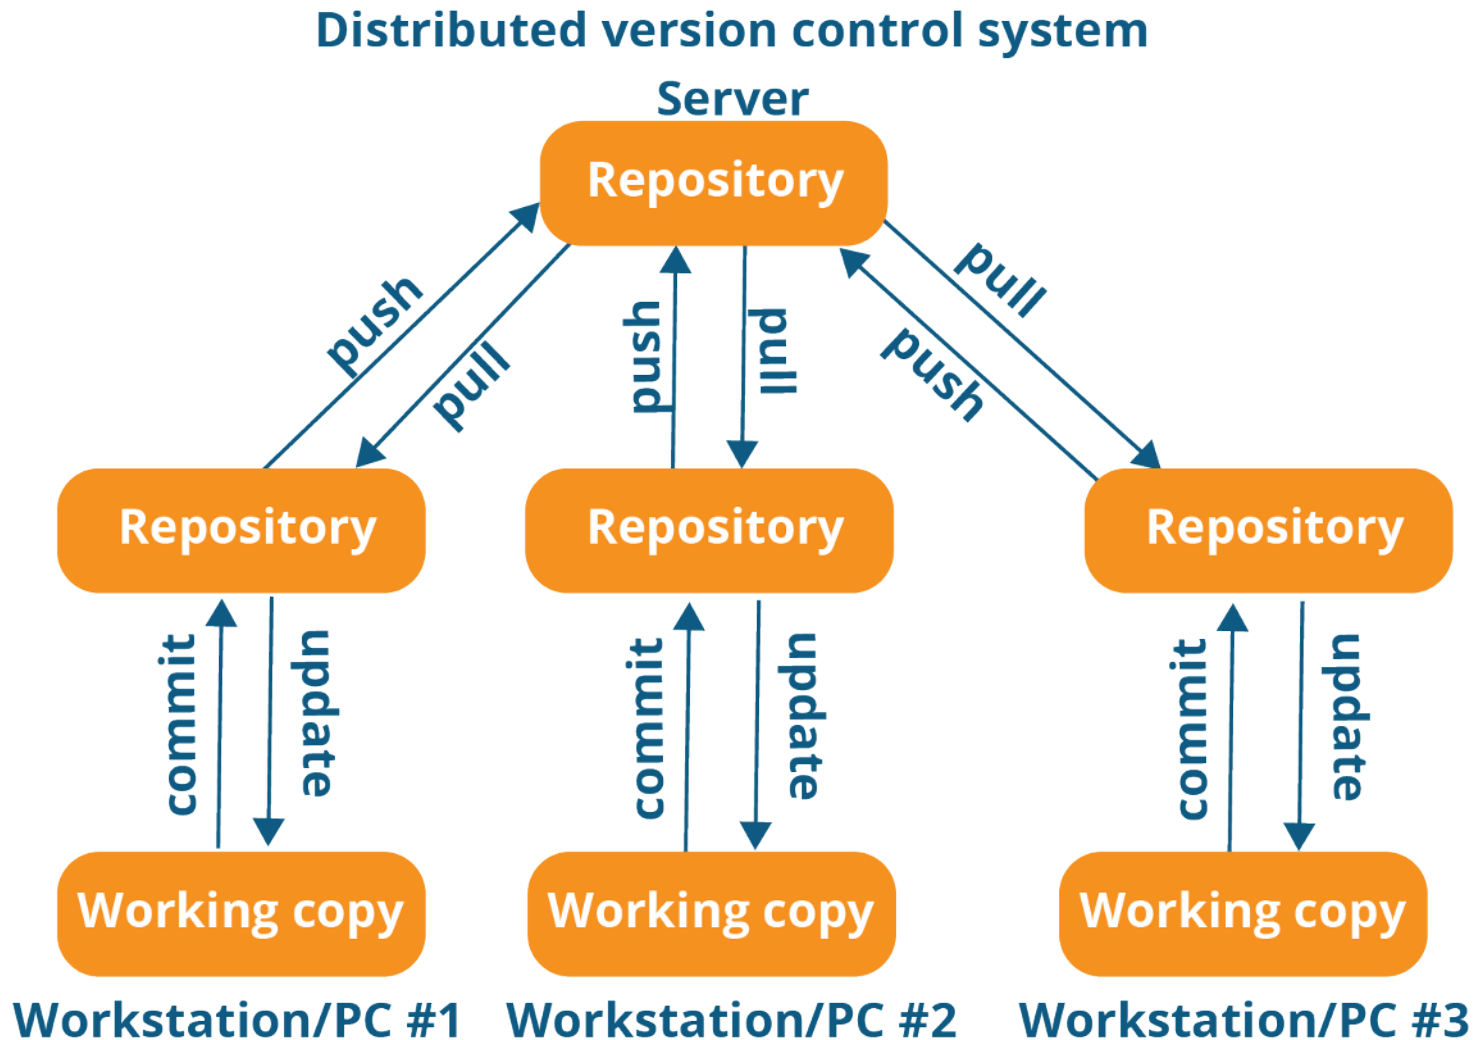 Distributed version control system
Server
Repository
push
pull
push
pull
push
pull
Repository
Repository
Repository
commit
update
commit
update
commit
update
Working copy
Working copy
Working copy
Workstation/PC #1
Workstation/PC #2
Workstation/PC #3